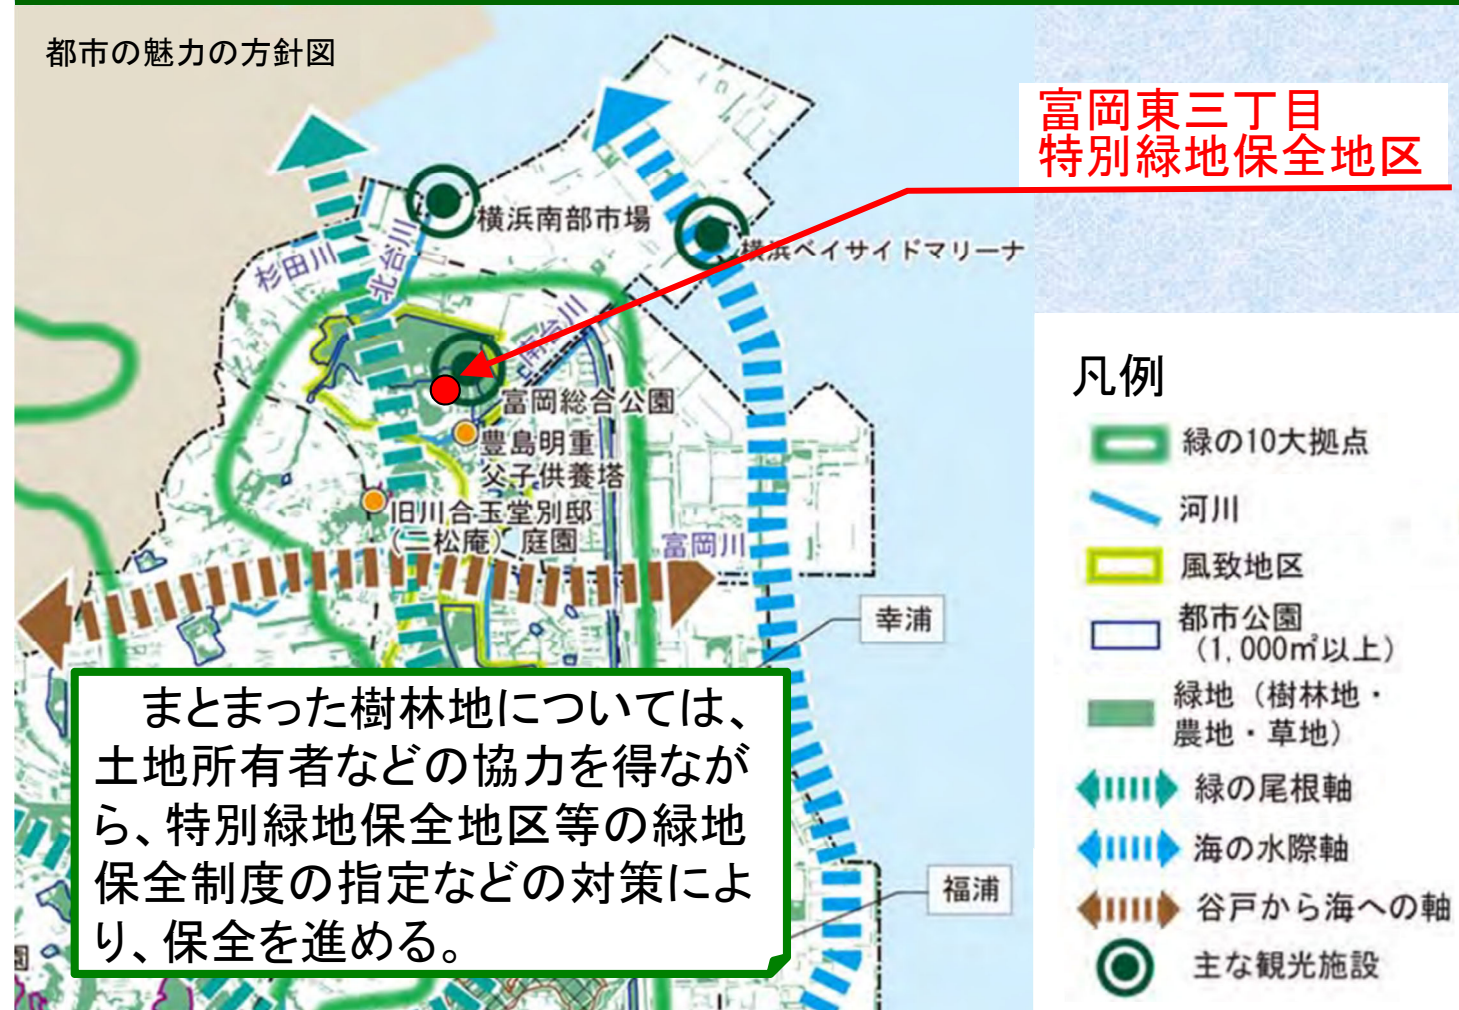 都市の魅力の方針図
富岡東三丁目
特別緑地保全地区
横浜南部市場
横浜ベイサイドマリーナ
杉田川
北台川
南台川
富岡総合公園
豊島明重
父子供養塔
旧川合玉堂別邸
（二松庵）庭園
富岡川
幸浦
福浦
園
まとまった樹林地については、
土地所有者などの協力を得なが
ら、特別緑地保全地区等の緑地
保全制度の指定などの対策によ
り、保全を進める。
凡例
緑の10大拠点
河川
風致地区
都市公園
（1,000㎡以上）
緑地（樹林地・
農地・草地）
緑の尾根軸
海の水際軸
谷戸から海への軸
主な観光施設